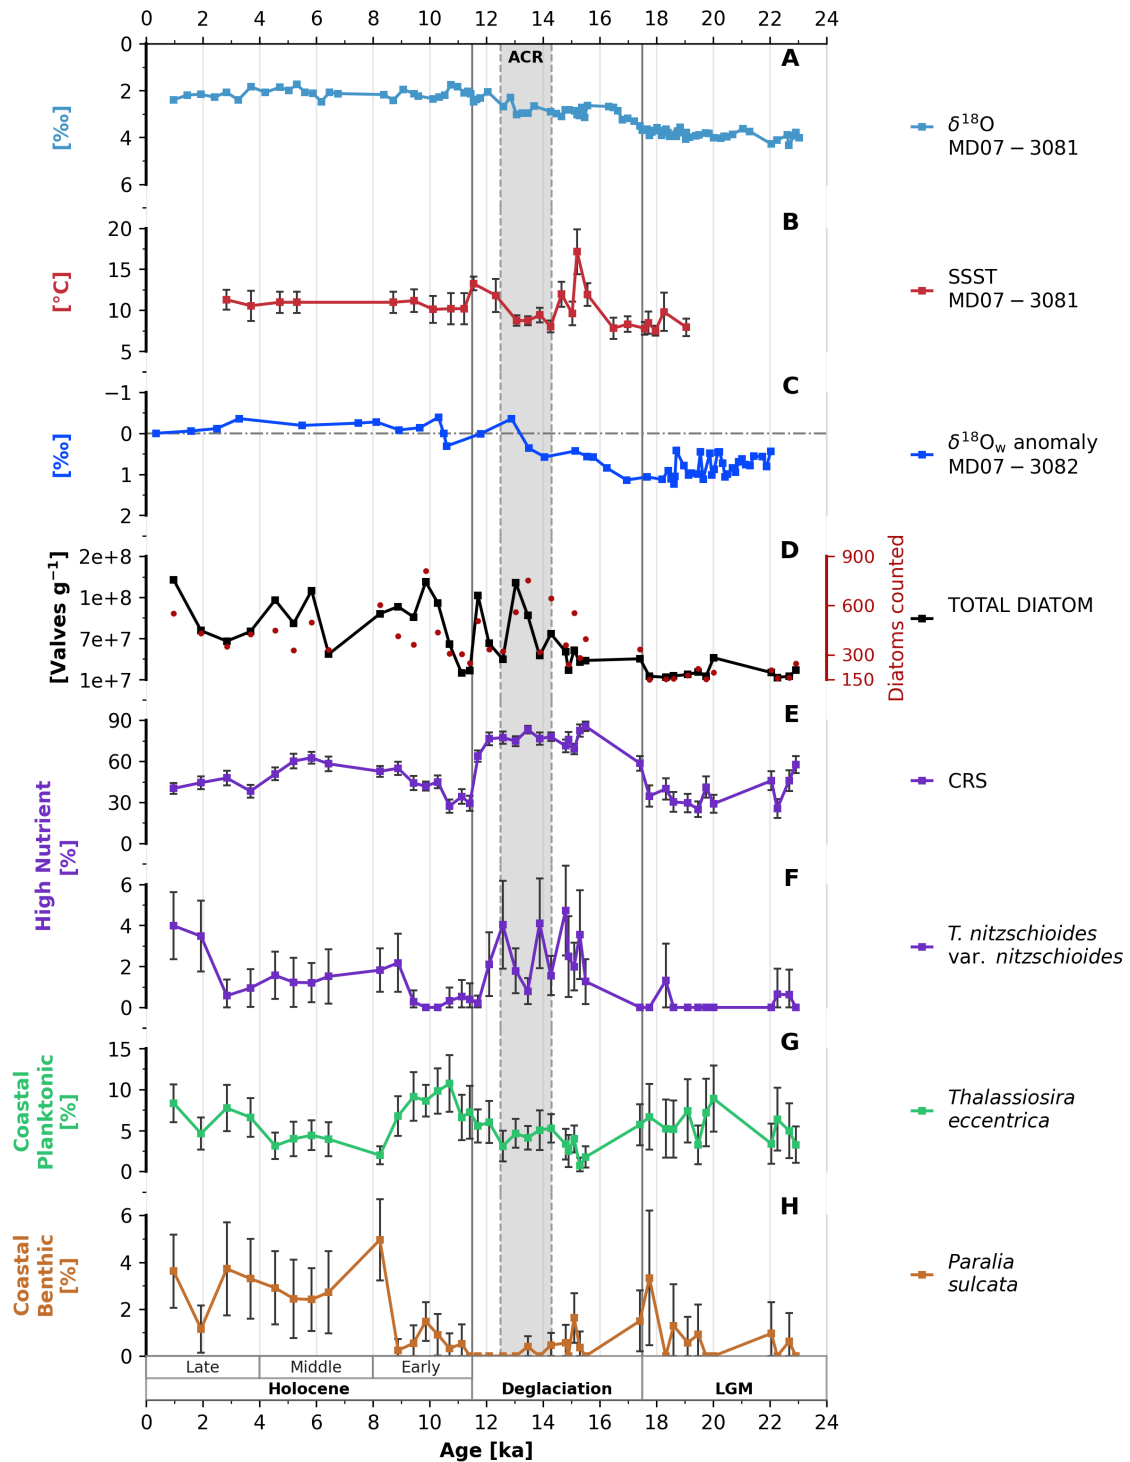 0 2 4 6 8 10 12 14 16 18 20 22 24
ACR
A
0
2
4
6
[‰]
δ¹⁸O
MD07 – 3081
B
20
15
10
5
[°C]
SSST
MD07 – 3081
C
−1
0
1
2
[‰]
δ¹⁸Ow anomaly
MD07 – 3082
D
2e+8
1e+8
7e+7
1e+7
[Valves g⁻¹]
900
600
300
150
Diatoms counted
TOTAL DIATOM
E
90
60
30
0
High Nutrient
[%]
CRS
F
6
4
2
0
T. nitzschioides
var. nitzschioides
G
15
10
5
0
Coastal
Planktonic
[%]
Thalassiosira
eccentrica
H
6
4
2
0
Coastal
Benthic
[%]
Paralia
sulcata
Late Middle Early
Holocene Deglaciation LGM
0 2 4 6 8 10 12 14 16 18 20 22 24
Age [ka]